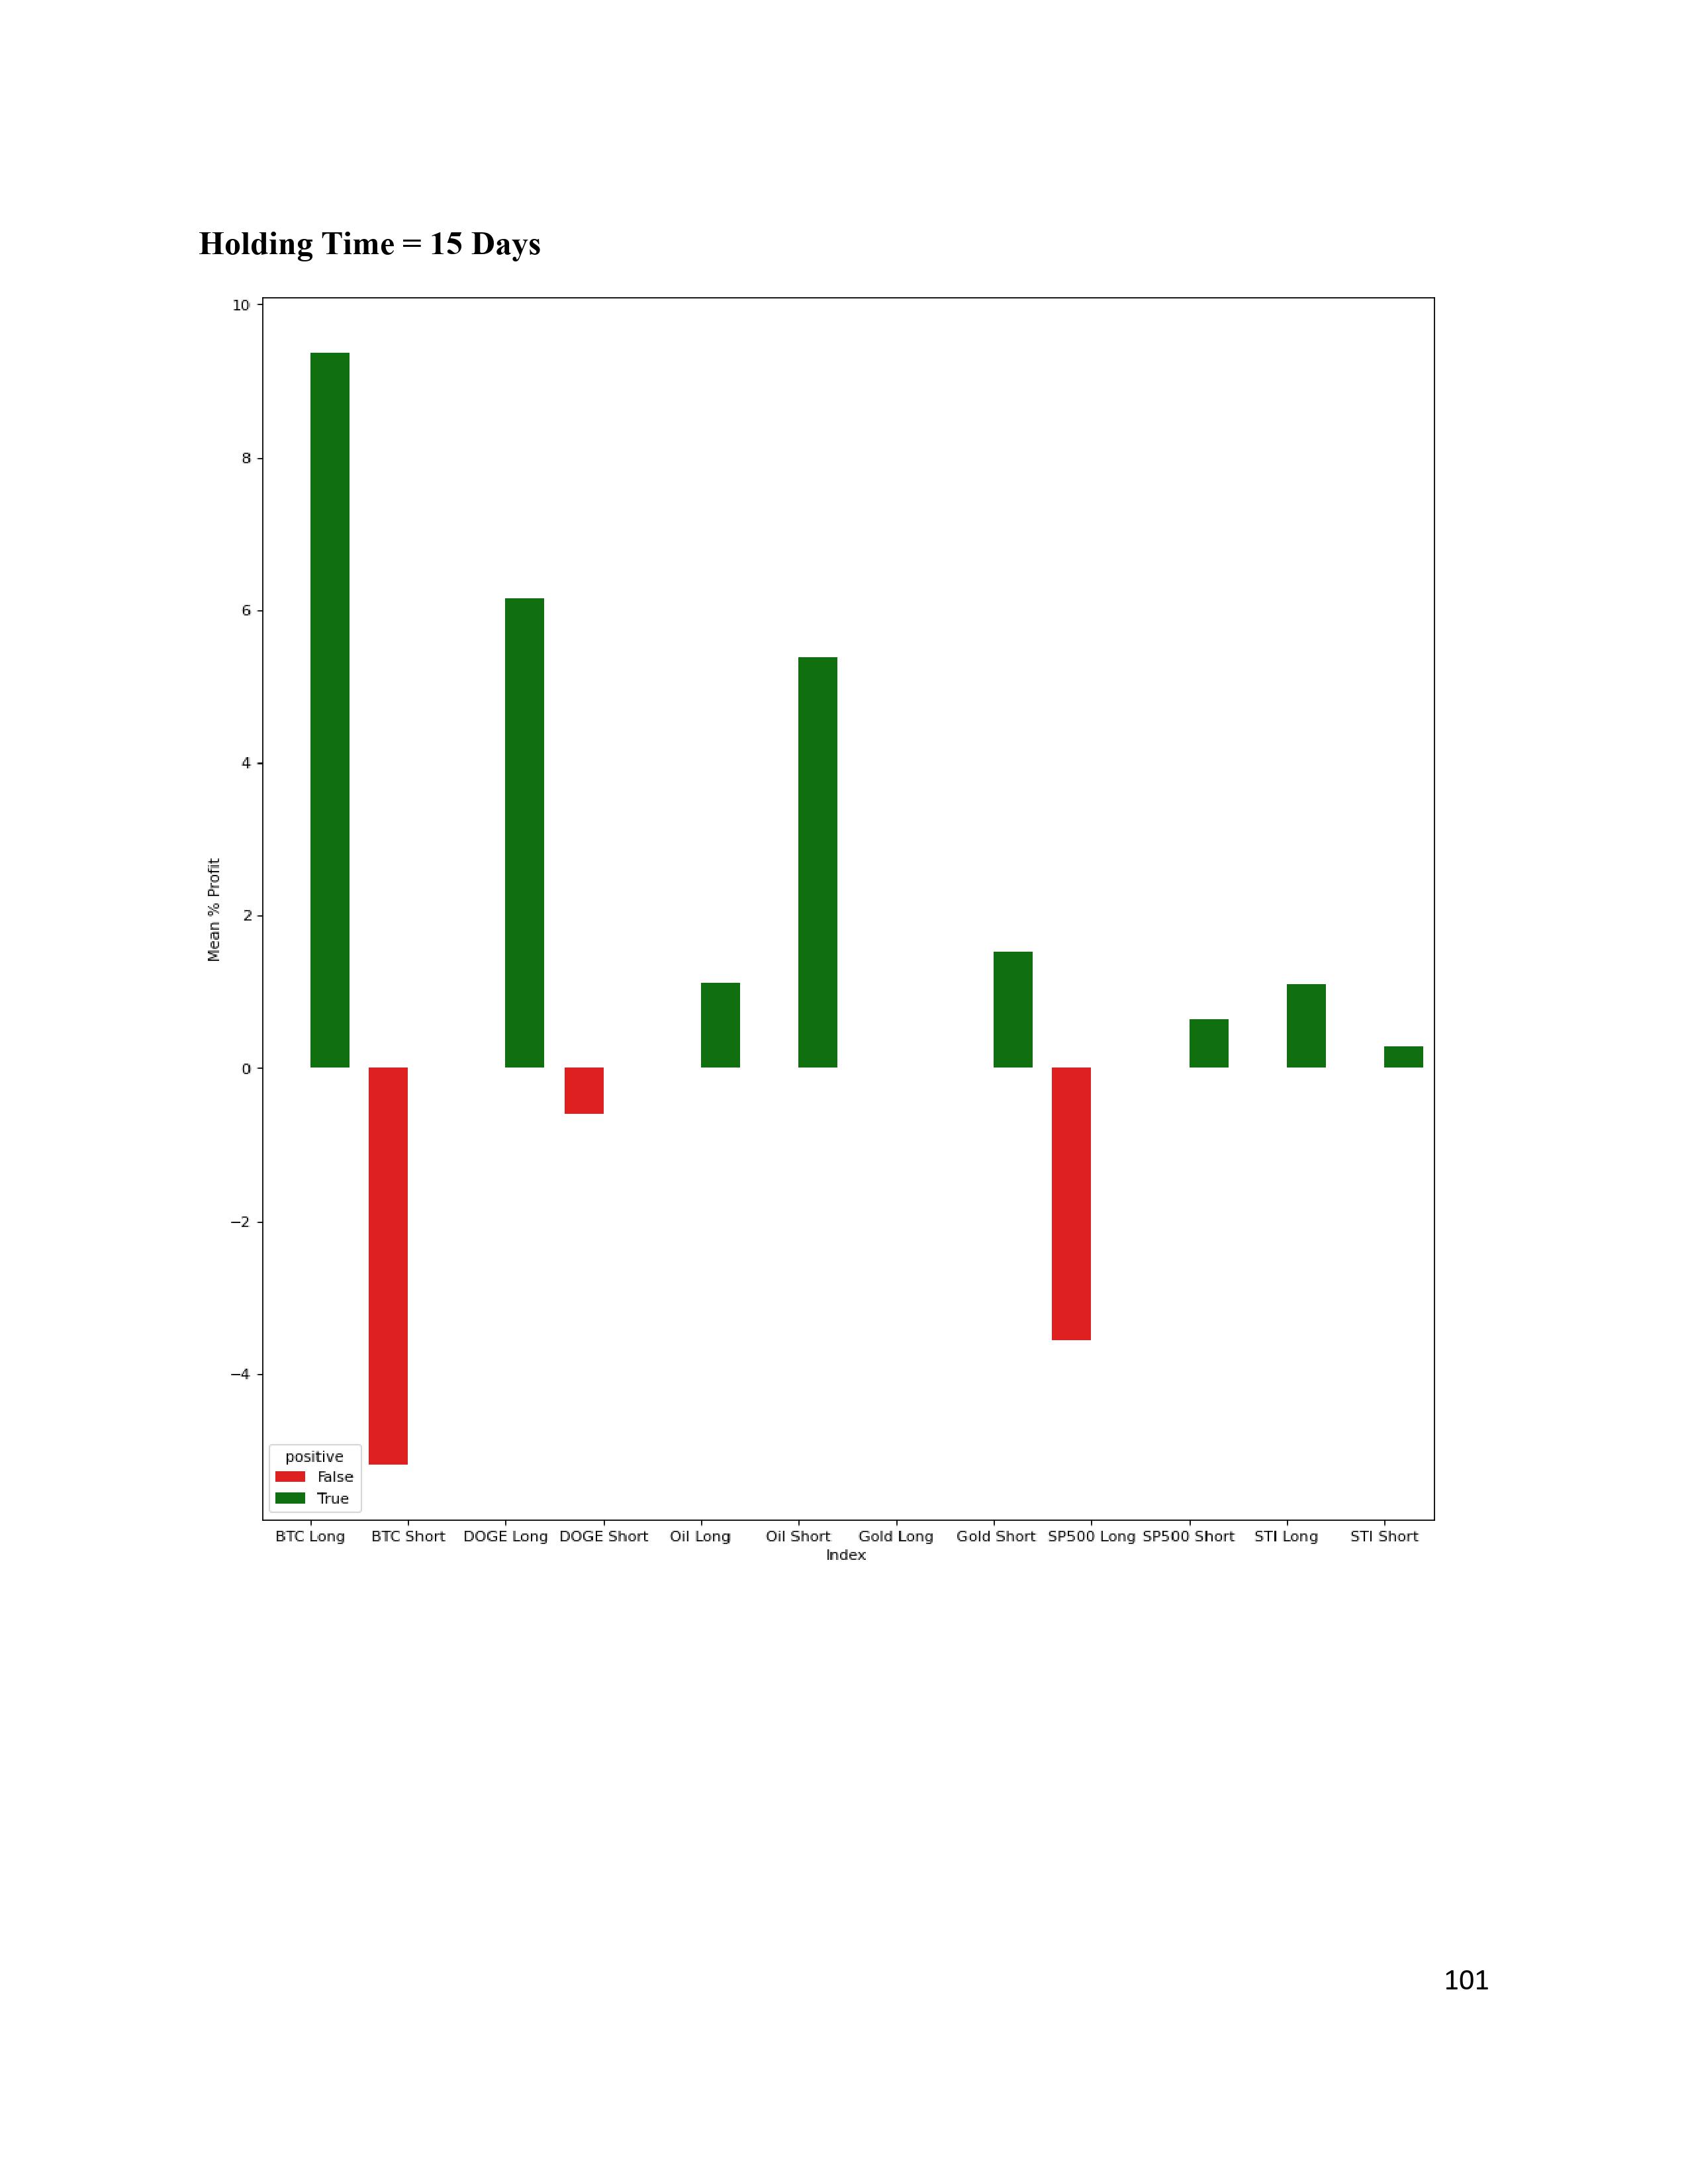 Holding Time = 15 Days
10
8
6
4
2
0
−2
−4
Mean % Profit
positive
False
True
BTC Long BTC Short DOGE Long DOGE Short Oil Long Oil Short Gold Long Gold Short SP500 Long SP500 Short STI Long STI Short
Index
101